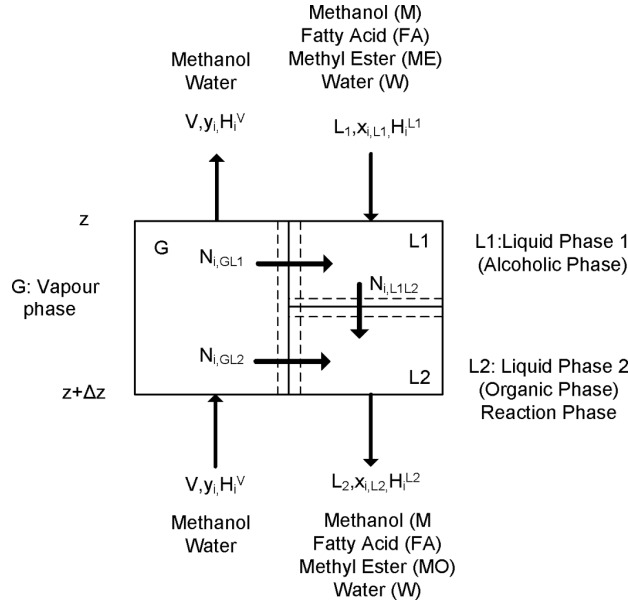 Methanol (M)
Fatty Acid (FA)
Methyl Ester (ME)
Water (W)
Methanol
Water
V,yᵢ,Hᵢⱽ
L₁,xᵢ,L₁,HᵢL1
z
G
L1
L1:Liquid Phase 1
(Alcoholic Phase)
Nᵢ,GL1
Nᵢ,L1L2
G: Vapour
phase
Nᵢ,GL2
L2
L2: Liquid Phase 2
(Organic Phase)
Reaction Phase
z+Δz
V,yᵢ,Hᵢⱽ
L₂,xᵢ,L₂,HᵢL2
Methanol
Water
Methanol (M
Fatty Acid (FA)
Methyl Ester (MO)
Water (W)